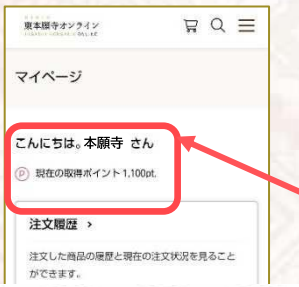 東本願寺オンライン
マイページ
こんにちは。本願寺 さん
P 現在の取得ポイント 1,100pt.
注文履歴 >
注文した商品の履歴と現在の注文状況を見ること
ができます。